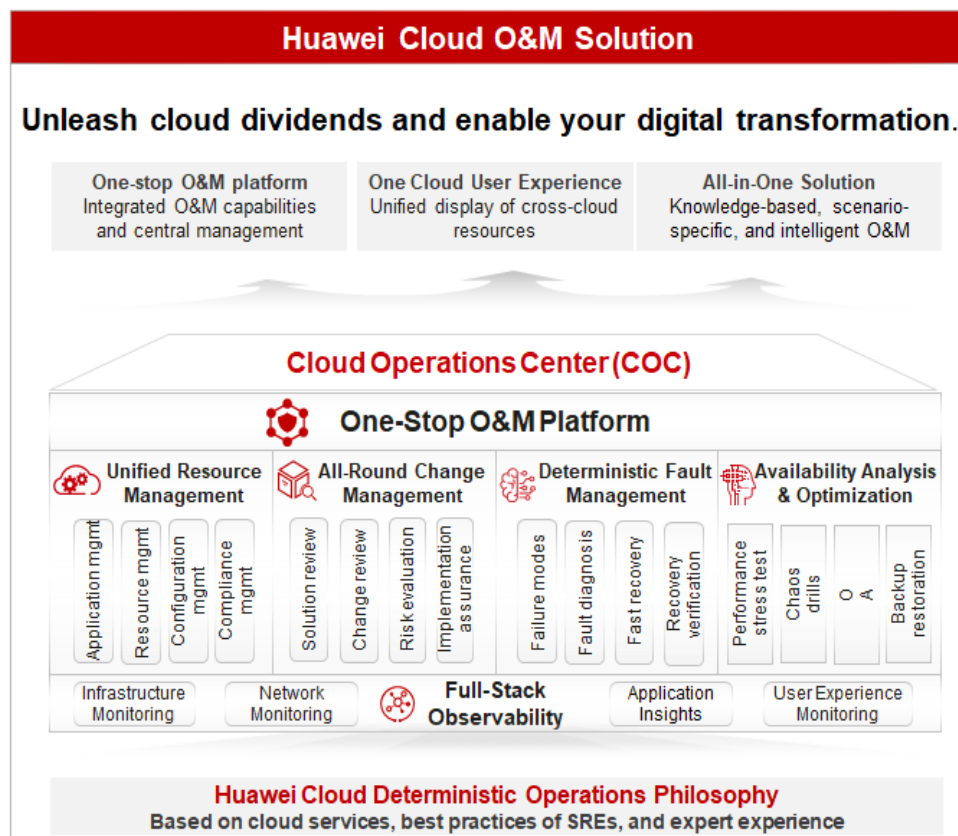 Huawei Cloud O&M Solution
Unleash cloud dividends and enable your digital transformation.
One-stop O&M platform
Integrated O&M capabilities
and central management
One Cloud User Experience
Unified display of cross-cloud
resources
All-in-One Solution
Knowledge-based, scenario-
specific, and intelligent O&M
Cloud Operations Center (COC)
One-Stop O&M Platform
Unified Resource
Management
Application mgmt
Resource mgmt
Configuration
mgmt
Compliance
mgmt
All-Round Change
Management
Solution review
Change review
Risk evaluation
Implementation
assurance
Deterministic Fault
Management
Failure modes
Fault diagnosis
Fast recovery
Recovery
verification
Availability Analysis
& Optimization
Performance
stress test
Chaos
drills
O
A
Backup
restoration
Infrastructure
Monitoring
Network
Monitoring
Full-Stack
Observability
Application
Insights
User Experience
Monitoring
Huawei Cloud Deterministic Operations Philosophy
Based on cloud services, best practices of SREs, and expert experience